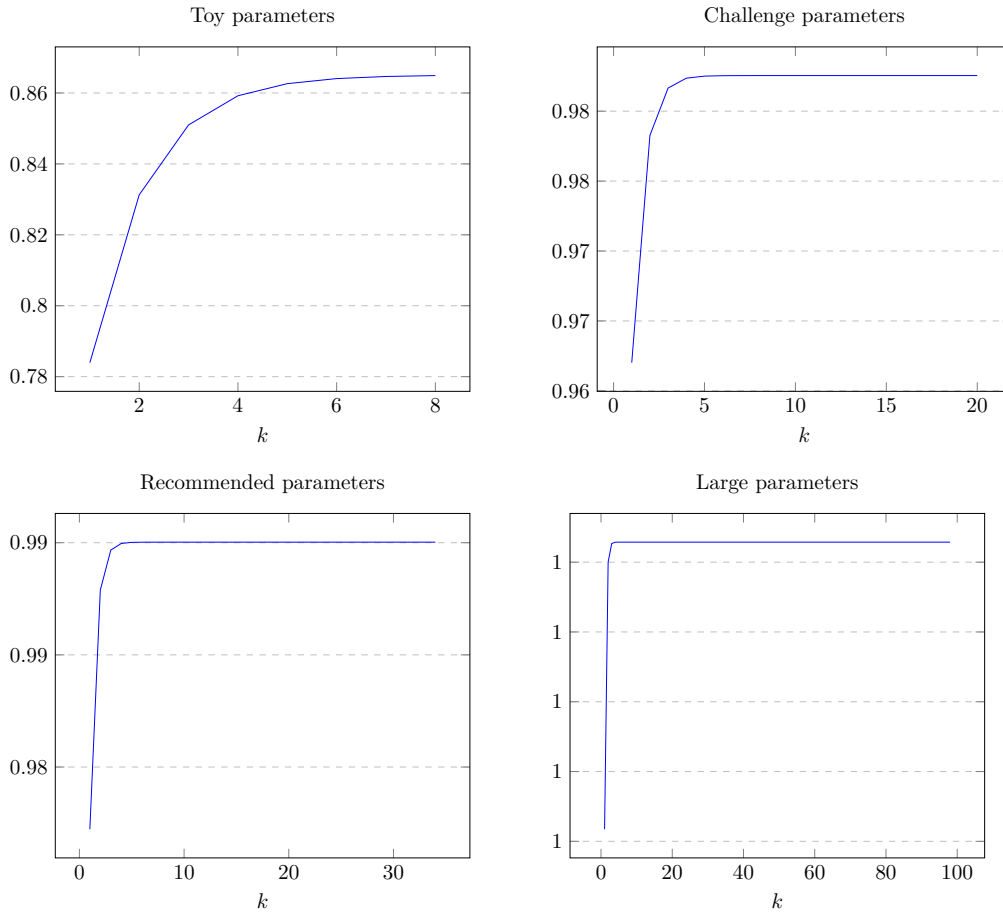 Toy parameters
0.86
0.84
0.82
0.8
0.78
2 4 6 8
k
Challenge parameters
0.98
0.98
0.97
0.97
0.96
0 5 10 15 20
k
Recommended parameters
0.99
0.99
0.98
0 10 20 30
k
Large parameters
1
1
1
1
1
0 20 40 60 80 100
k